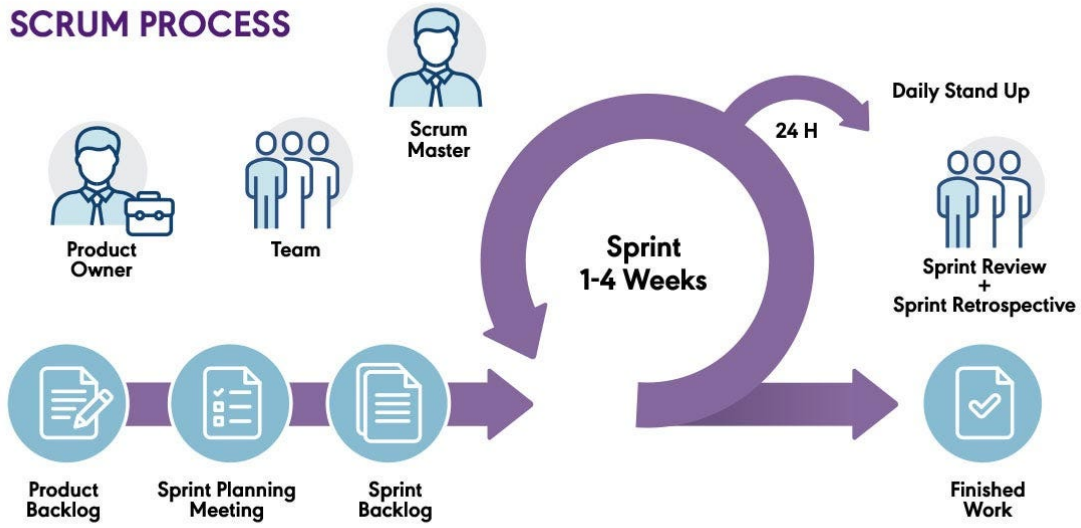 SCRUM PROCESS
Scrum
Master
Daily Stand Up
24 H
Product
Owner
Team
Sprint
1-4 Weeks
Sprint Review
+
Sprint Retrospective
Product
Backlog
Sprint Planning
Meeting
Sprint
Backlog
Finished
Work